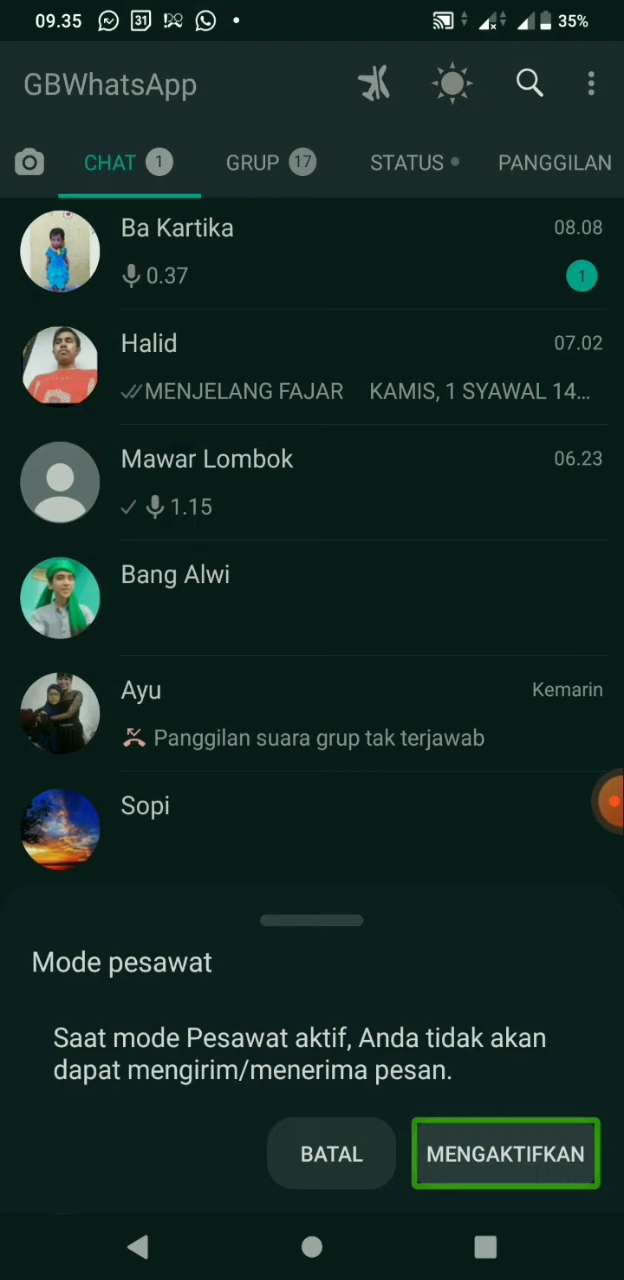 09.35 31 35%
GBWhatsApp
CHAT 1 GRUP 17 STATUS PANGGILAN
Ba Kartika 08.08
0.37 1
Halid 07.02
MENJELANG FAJAR KAMIS, 1 SYAWAL 14...
Mawar Lombok 06.23
1.15
Bang Alwi
Ayu Kemarin
Panggilan suara grup tak terjawab
Sopi
Mode pesawat
Saat mode Pesawat aktif, Anda tidak akan
dapat mengirim/menerima pesan.
BATAL MENGAKTIFKAN